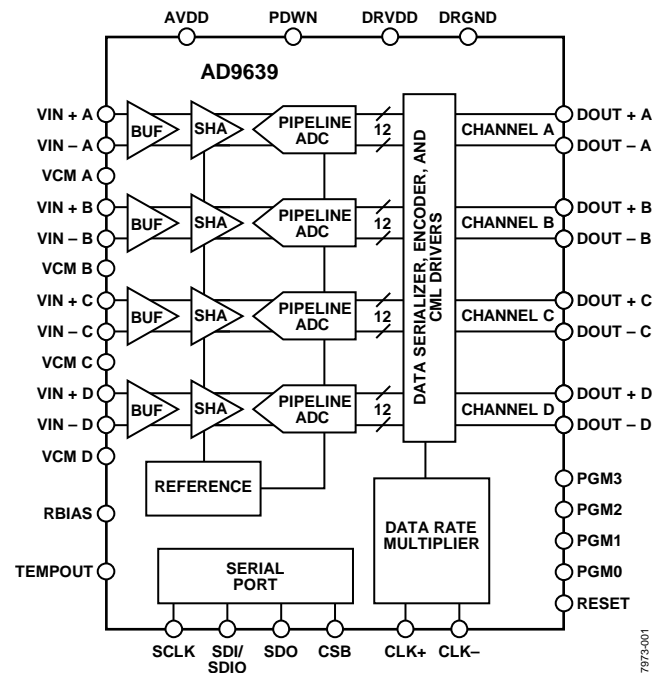 AVDD PDWN DRVDD DRGND
AD9639
VIN + A
BUF
SHA
PIPELINE
ADC
12
CHANNEL A
DOUT + A
VIN – A
DOUT – A
VCM A
VIN + B
BUF
SHA
PIPELINE
ADC
12
CHANNEL B
DOUT + B
VIN – B
DOUT – B
VCM B
VIN + C
BUF
SHA
PIPELINE
ADC
12
CHANNEL C
DOUT + C
VIN – C
DOUT – C
VCM C
VIN + D
BUF
SHA
PIPELINE
ADC
12
CHANNEL D
DOUT + D
VIN – D
DOUT – D
VCM D
DATA SERIALIZER, ENCODER, AND
CML DRIVERS
REFERENCE
RBIAS
TEMPOUT
SERIAL
PORT
DATA RATE
MULTIPLIER
PGM3
PGM2
PGM1
PGM0
RESET
SCLK
SDI/
SDIO
SDO
CSB
CLK+
CLK–
7973-001